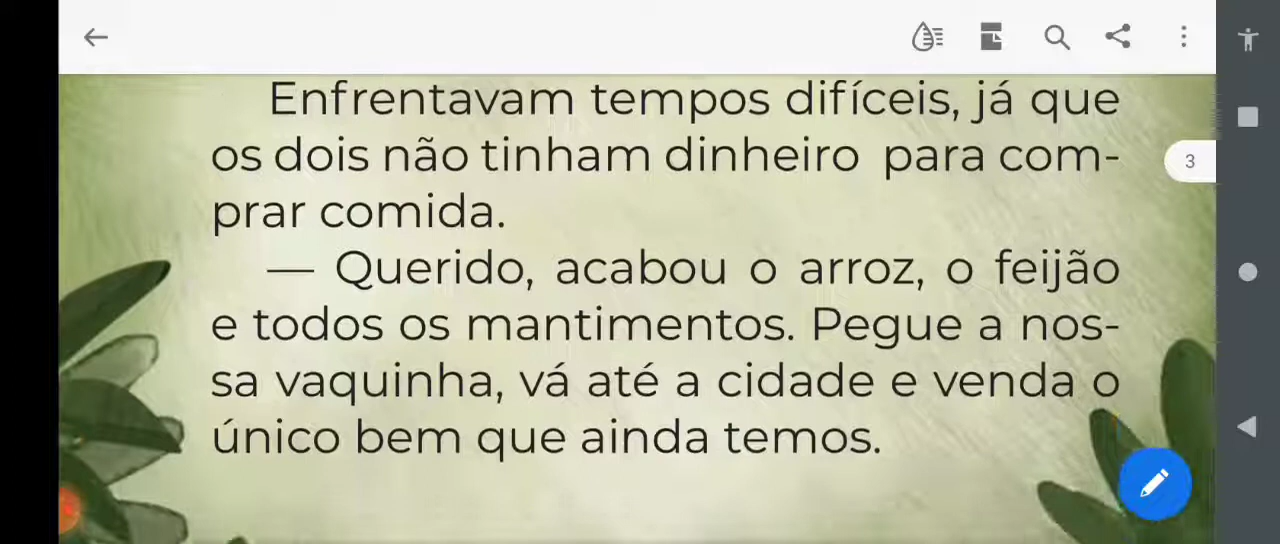 Enfrentavam tempos difíceis, já que
os dois não tinham dinheiro para com-
prar comida.
3
— Querido, acabou o arroz, o feijão
e todos os mantimentos. Pegue a nos-
sa vaquinha, vá até a cidade e venda o
único bem que ainda temos.